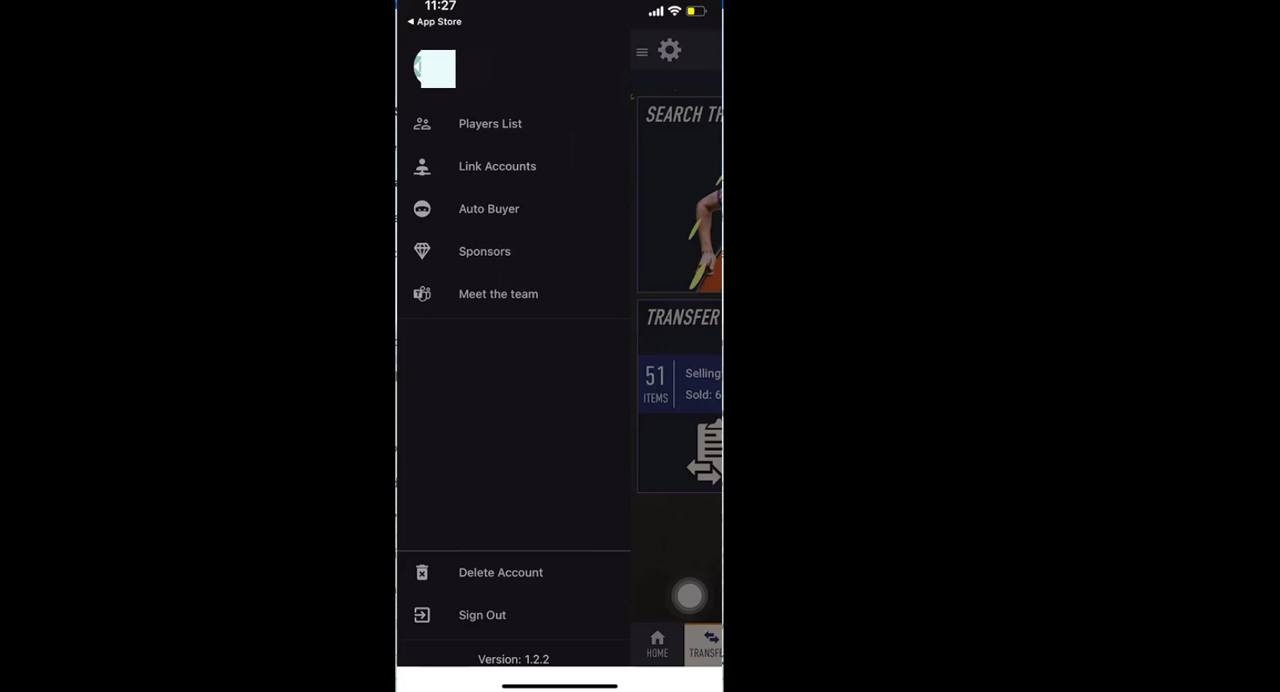 11:27
◀ App Store
SEARCH TH
Players List
Link Accounts
Auto Buyer
Sponsors
Meet the team
TRANSFER
51
ITEMS
Selling
Sold: 6
Delete Account
Sign Out
Version: 1.2.2
HOME
TRANSFE